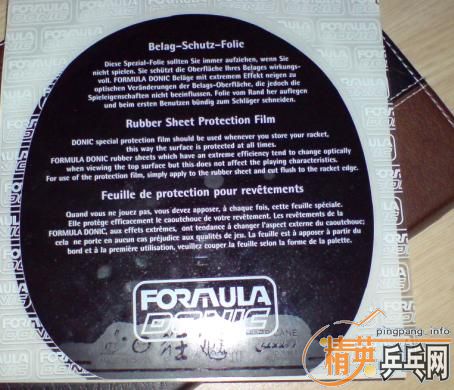 Belag-Schutz-Folie
Diese Spezial-Folie sollten Sie immer aufziehen, wenn Sie
nicht spielen. Sie schützt die Oberfläche Ihres Belages wirkungs-
voll. FORMULA DONIC Beläge mit extremem Effekt neigen zu
optischen Veränderungen der Belags-Oberfläche, die jedoch die
Spieleigenschaften nicht beeinflussen. Folie vom Rand her auflegen
und beim ersten Benutzen bündig zum Schläger schneiden.
Rubber Sheet Protection Film
DONIC special protection film should be used whenever you store your racket,
this way the surface is protected at all times.
FORMULA DONIC rubber sheets which have an extreme efficiency tend to change optically
when viewing the top surface but this does not affect the playing characteristics.
For use of the protection film, simply apply to the rubber sheet and cut flush to the racket edge.
Feuille de protection pour revêtements
Quand vous ne jouez pas, vous devez apposer, à chaque fois, cette feuille spéciale.
Elle protège efficacement le caoutchouc de votre revêtement. Les revêtements de la
FORMULA DONIC, aux effets extrêmes, ont tendance à changer l'aspect externe du caoutchouc;
cela ne porte en aucun cas préjudice aux qualités de jeu. La feuille est à apposer à partir du
bord et à la première utilisation, veuillez couper la feuille selon la forme de la palette.
FORMULA
DONIC
pingpang_info
精英乒乓网